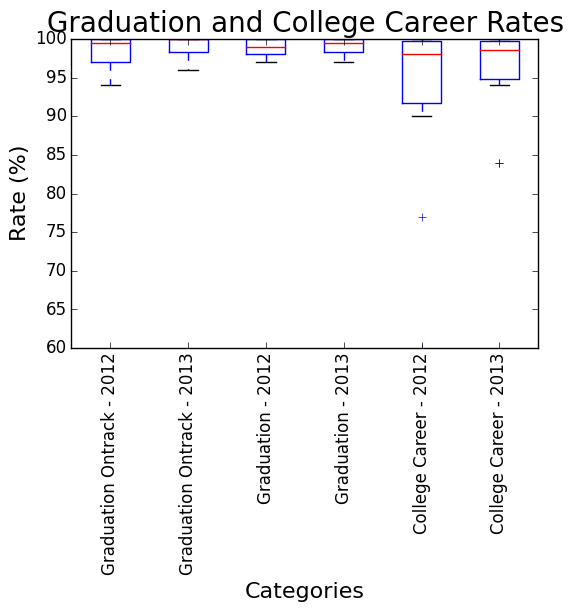 Graduation and College Career Rates
100
95
90
85
80
75
70
65
60
Rate (%)
Graduation Ontrack - 2012
Graduation Ontrack - 2013
Graduation - 2012
Graduation - 2013
College Career - 2012
College Career - 2013
Categories